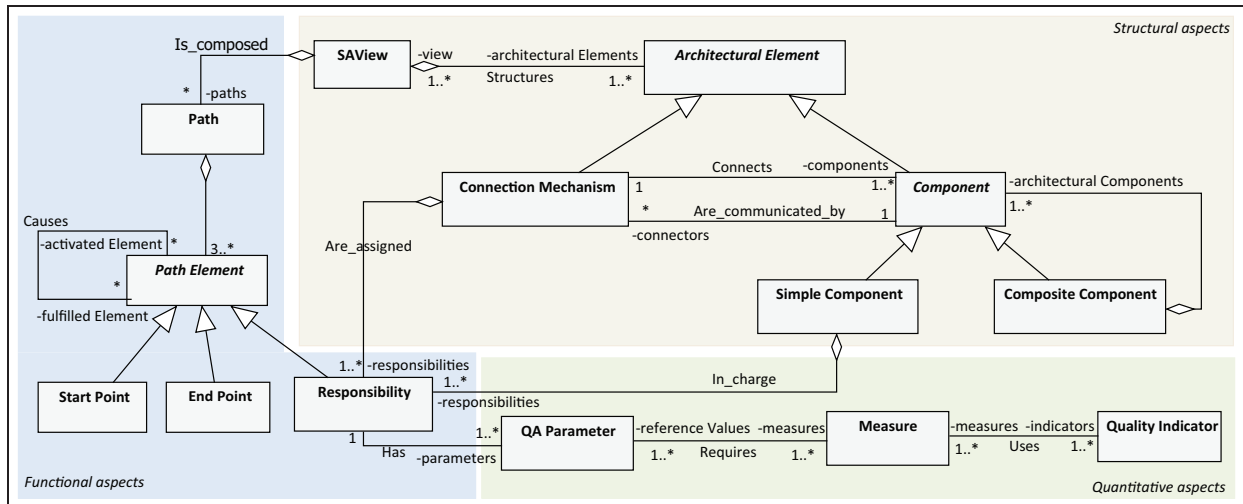 Structural aspects
Is_composed
SAView
-view
-architectural Elements
Architectural Element
1..*
Structures
1..*
*
-paths
Path
Connects
-components
Connection Mechanism
1
1..*
Component
-architectural Components
1..*
*
Are_communicated_by
1
-connectors
Causes
-activated Element
*
3..*
Are_assigned
Path Element
*
-fulfilled Element
Simple Component
Composite Component
1..*
-responsibilities
Start Point
End Point
Responsibility
1..*
In_charge
-responsibilities
1
Has
1..*
-parameters
QA Parameter
-reference Values
-measures
1..*
Requires
1..*
Measure
-measures
-indicators
1..*
Uses
1..*
Quality Indicator
Functional aspects
Quantitative aspects